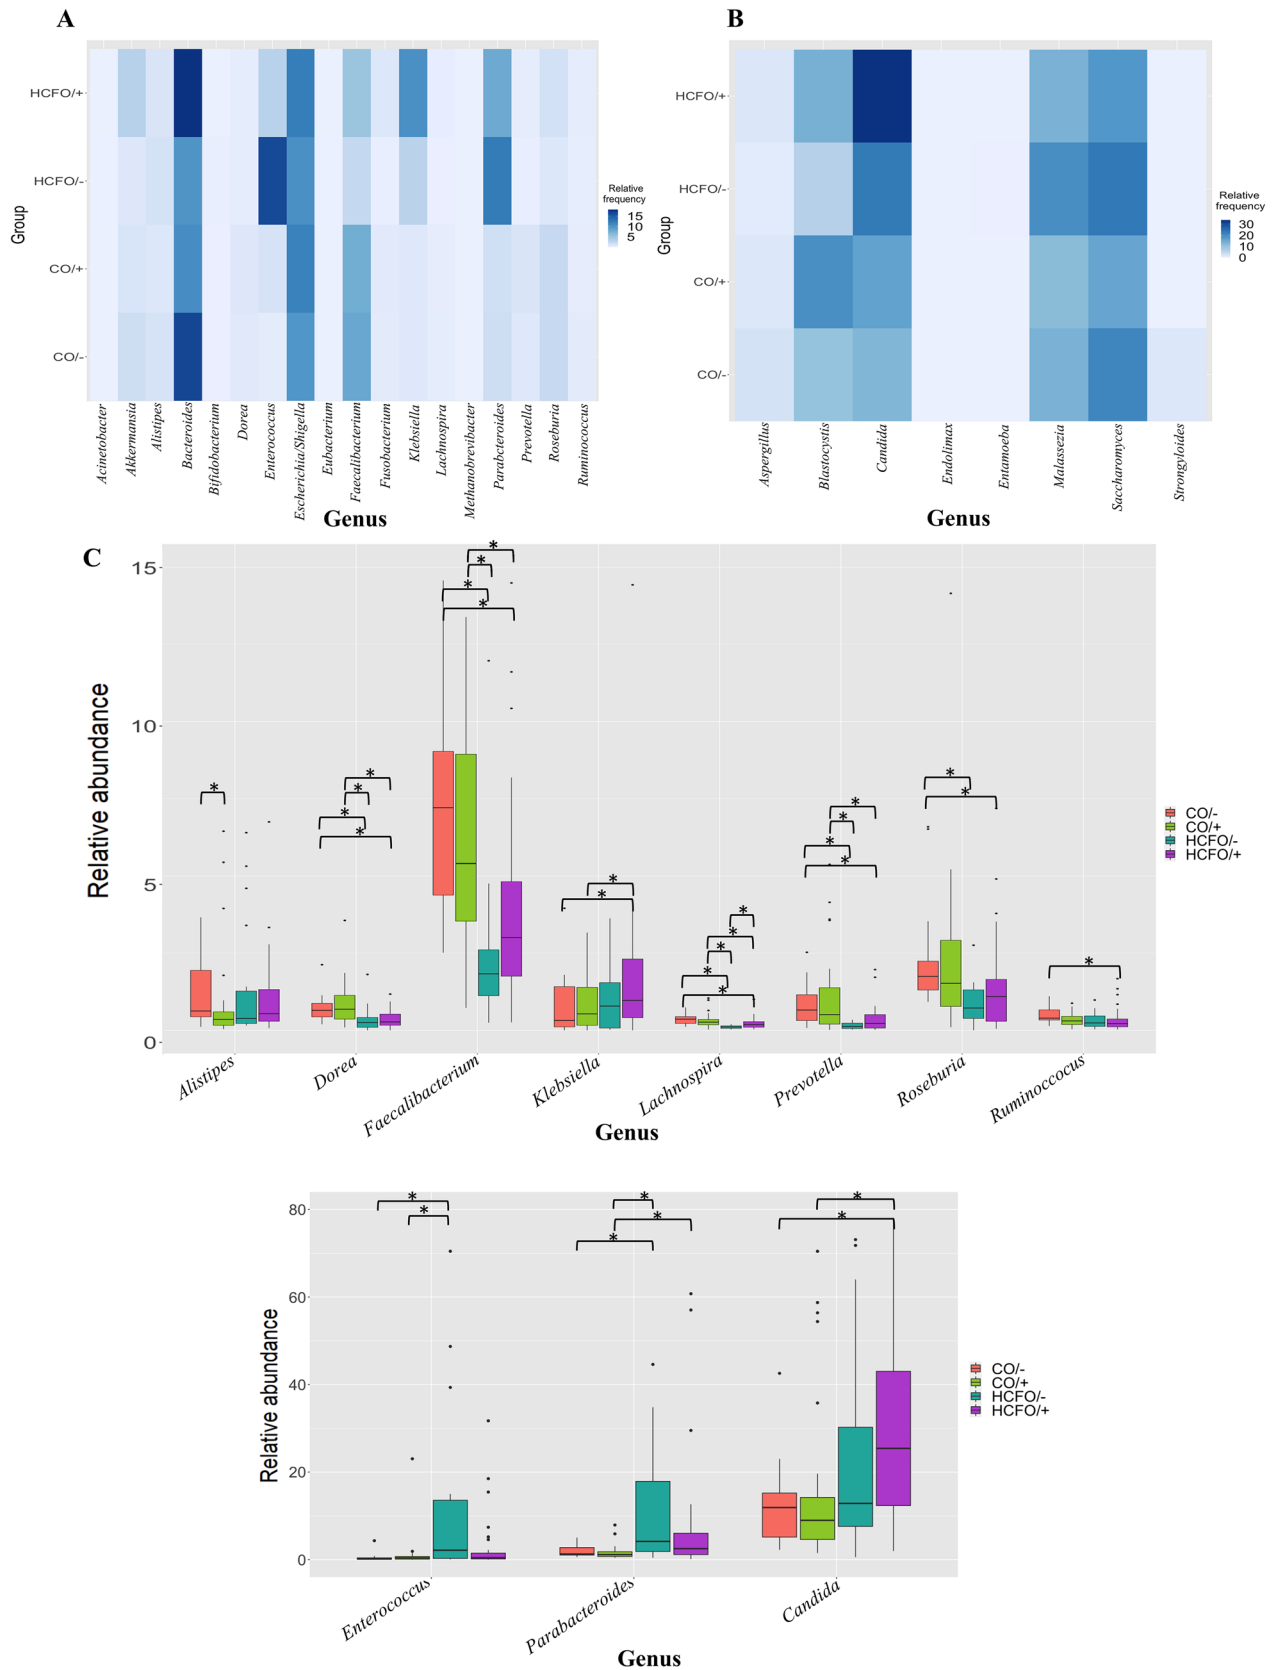 A
HCFO/+
HCFO/-
CO/+
CO/-
Group
Acinetobacter
Akkermansia
Alistipes
Bacteroides
Bifidobacterium
Dorea
Enterococcus
Escherichia/Shigella
Eubacterium
Faecalibacterium
Fusobacterium
Klebsiella
Lachnospira
Methanobrevibacter
Parabcteroides
Prevotella
Roseburia
Ruminococcus
Genus
Relative
frequency
15
10
5
B
HCFO/+
HCFO/-
CO/+
CO/-
Group
Aspergillus
Blastocystis
Candida
Endolimax
Entamoeba
Malassezia
Saccharomyces
Strongyloides
Genus
Relative
frequency
30
20
10
0
C
15
10
5
0
Relative abundance
* * * *
*
* * * *
* *
* * * * *
* * * *
* *
*
Alistipes
Dorea
Faecalibacterium
Klebsiella
Lachnospira
Prevotella
Roseburia
Ruminoccocus
Genus
CO/-
CO/+
HCFO/-
HCFO/+
80
60
40
20
0
Relative abundance
* *
* * *
* *
Enterococcus
Parabacteroides
Candida
Genus
CO/-
CO/+
HCFO/-
HCFO/+